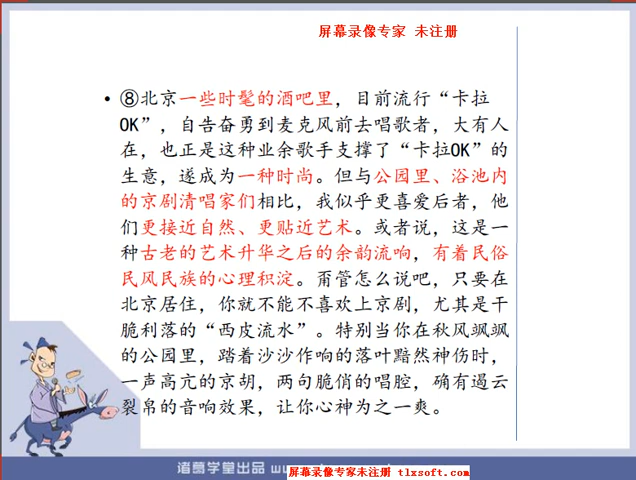 屏幕录像专家 未注册
• ⑧北京一些时髦的酒吧里，目前流行“卡拉
OK”，自告奋勇到麦克风前去唱歌者，大有人
在，也正是这种业余歌手支撑了“卡拉OK”的
生意，遂成为一种时尚。但与公园里、浴池内
的京剧清唱家们相比，我似乎更喜爱后者，他
们更接近自然、更贴近艺术。或者说，这是一
种古老的艺术升华之后的余韵流响，有着民俗
民风民族的心理积淀。甭管怎么说吧，只要在
北京居住，你就不能不喜欢上京剧，尤其是干
脆利落的“西皮流水”。特别当你在秋风飒飒
的公园里，踏着沙沙作响的落叶黯然神伤时，
一声高亢的京胡，两句脆俏的唱腔，确有遏云
裂帛的音响效果，让你心神为之一爽。
诸葛学堂出品 ww
屏幕录像专家未注册 tlxsoft.com